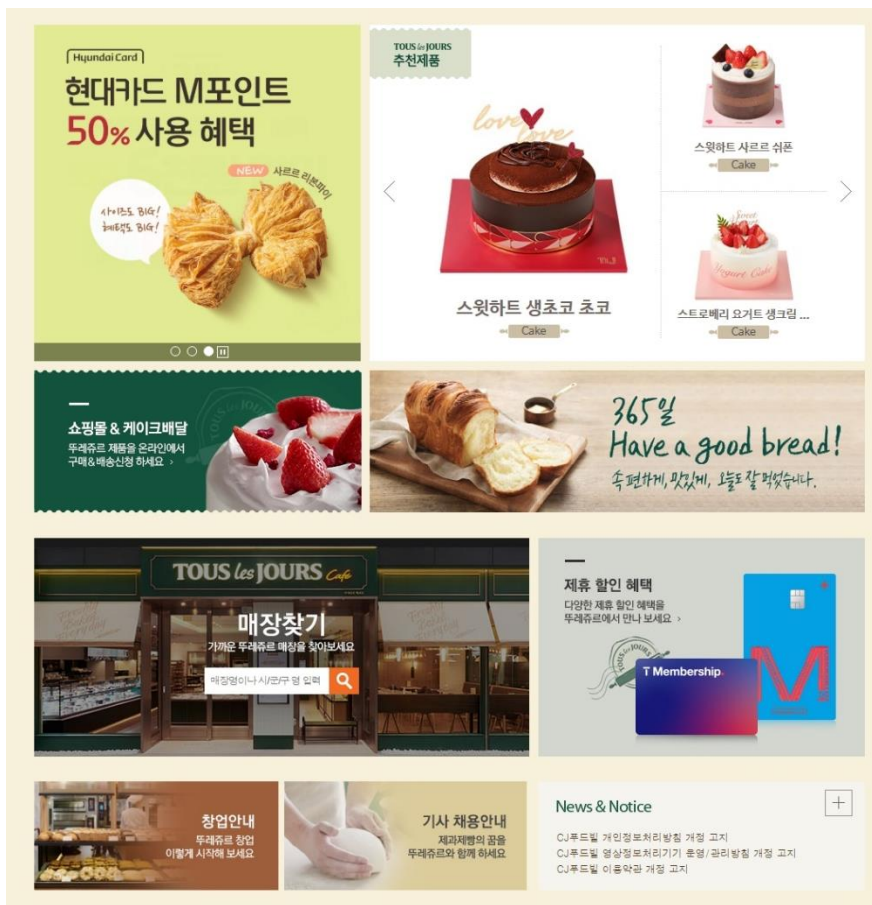 Hyundai Card
현대카드 M포인트
50% 사용 혜택
NEW 사르르 리본파이
사이즈도 BIG!
혜택도 BIG!
TOUS les JOURS
추천제품
love
love
스윗하트 생초코 초코
Cake
스윗하트 사르르 쉬폰
Cake
Sweet
Yogurt Cake
스트로베리 요거트 생크림 ...
Cake
쇼핑몰 & 케이크배달
뚜레쥬르 제품을 온라인에서
구매&배송신청 하세요 >
365일
Have a good bread!
속 편하게, 맛있게, 오늘도 잘 먹었습니다.
TOUS les JOURS Cafe
매장찾기
가까운 뚜레쥬르 매장을 찾아보세요
매장명이나 시/군/구 명 입력
제휴 할인 혜택
다양한 제휴 할인 혜택을
뚜레쥬르에서 만나 보세요 >
TOUS les JOURS
T Membership.
M
창업안내
뚜레쥬르 창업
이렇게 시작해 보세요
기사 채용안내
제과제빵의 꿈을
뚜레쥬르와 함께 하세요
News & Notice
CJ푸드빌 개인정보처리방침 개정 고지
CJ푸드빌 영상정보처리기기 운영/관리방침 개정 고지
CJ푸드빌 이용약관 개정 고지